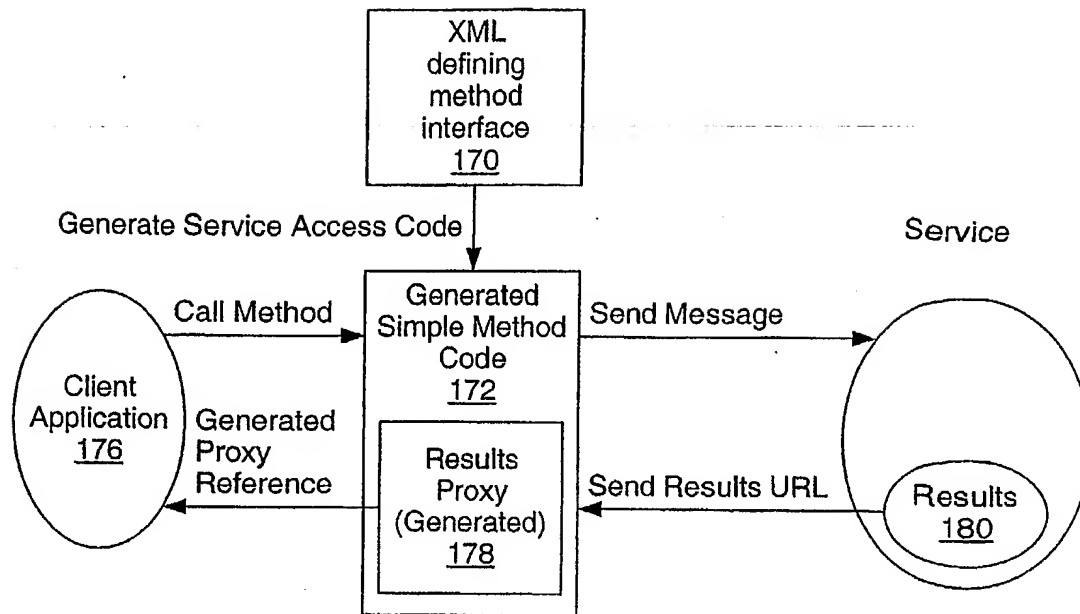 XML
defining
method
interface
170
Generate Service Access Code
Service
Call Method
Generated
Simple Method
Code
172
Send Message
Client
Application
176
Generated
Proxy
Reference
Results
Proxy
(Generated)
178
Send Results URL
Results
180